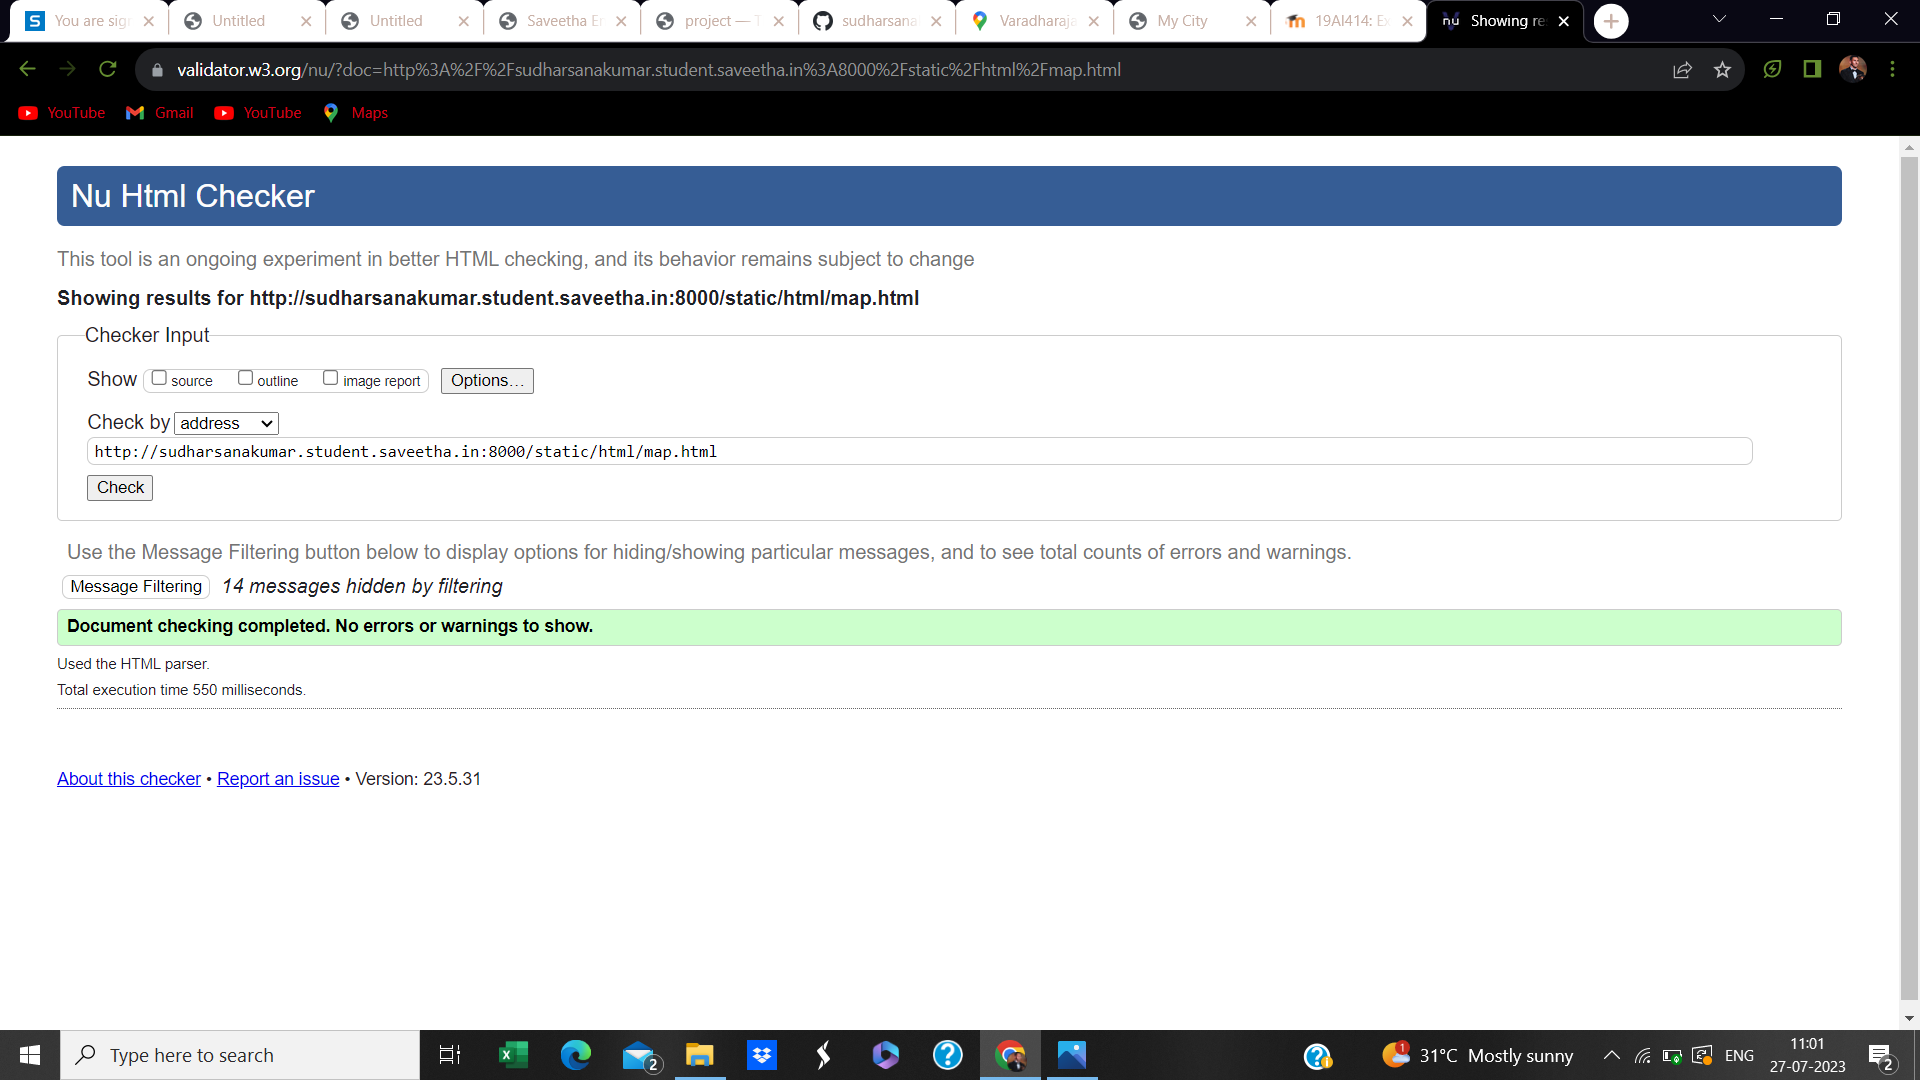 You are sign
Untitled
Untitled
Saveetha En
project — T
sudharsana
Varadharaja
My City
19AI414: Ex
Showing re
validator.w3.org/nu/?doc=http%3A%2F%2Fsudharsanakumar.student.saveetha.in%3A8000%2Fstatic%2Fhtml%2Fmap.html
YouTube
Gmail
YouTube
Maps
Nu Html Checker
This tool is an ongoing experiment in better HTML checking, and its behavior remains subject to change
Showing results for http://sudharsanakumar.student.saveetha.in:8000/static/html/map.html
Checker Input
Show source outline image report Options...
Check by address
http://sudharsanakumar.student.saveetha.in:8000/static/html/map.html
Check
Use the Message Filtering button below to display options for hiding/showing particular messages, and to see total counts of errors and warnings.
Message Filtering 14 messages hidden by filtering
Document checking completed. No errors or warnings to show.
Used the HTML parser.
Total execution time 550 milliseconds.
About this checker • Report an issue • Version: 23.5.31
Type here to search
2
1
31°C Mostly sunny
ENG
11:01
27-07-2023
2